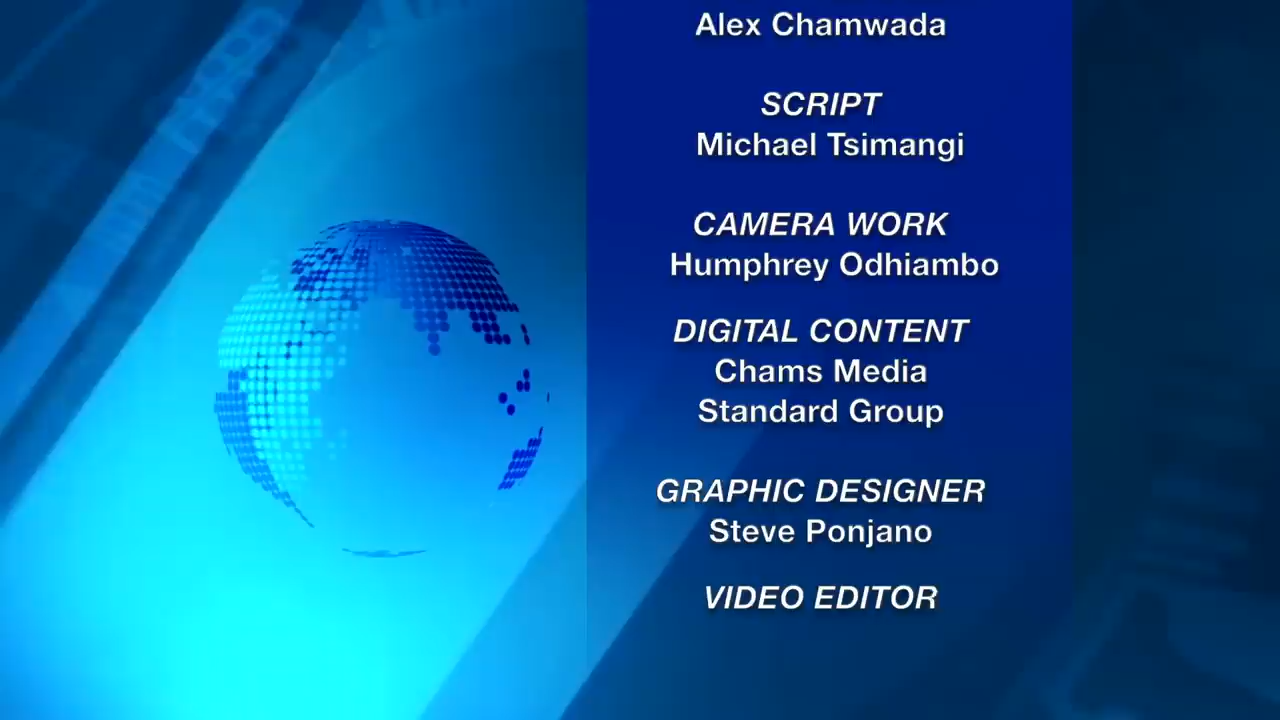 Alex Chamwada
SCRIPT
Michael Tsimangi
CAMERA WORK
Humphrey Odhiambo
DIGITAL CONTENT
Chams Media
Standard Group
GRAPHIC DESIGNER
Steve Ponjano
VIDEO EDITOR